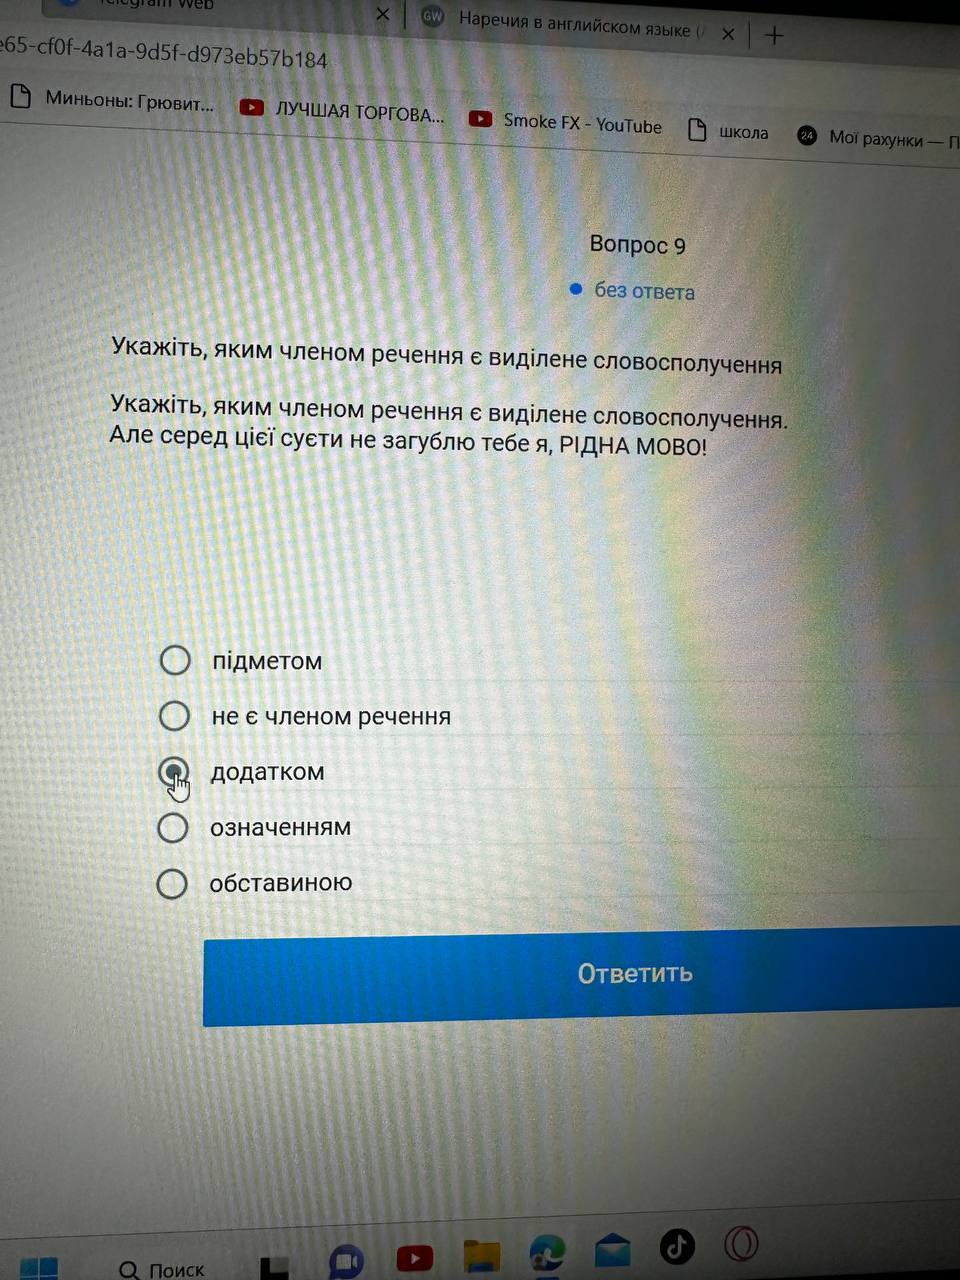 Telegram Web
GW Наречия в английском языке (
e65-cf0f-4a1a-9d5f-d973eb57b184
Миньоны: Грювит... ЛУЧШАЯ ТОРГОВА... Smoke FX - YouTube школа 24 Мої рахунки — П
Вопрос 9
без ответа
Укажіть, яким членом речення є виділене словосполучення
Укажіть, яким членом речення є виділене словосполучення.
Але серед цієї суєти не загублю тебе я, РІДНА МОВО!
підметом
не є членом речення
додатком
означенням
обставиною
Ответить
Поиск